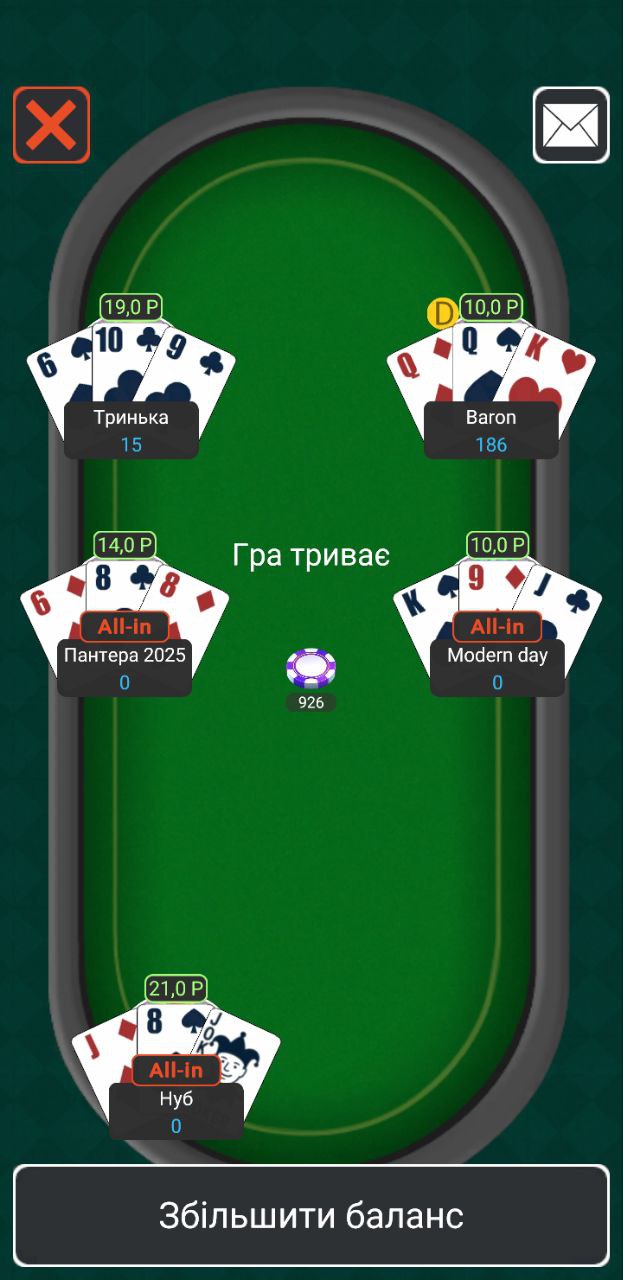 19,0 P
D
10,0 P
6
10
9
Q
Q
K
Тринька
15
Baron
186
14,0 P
10,0 P
Гра триває
6
8
8
K
9
J
All-in
All-in
Пантера 2025
0
Modern day
0
926
21,0 P
J
8
JOK
All-in
Нуб
0
Збільшити баланс